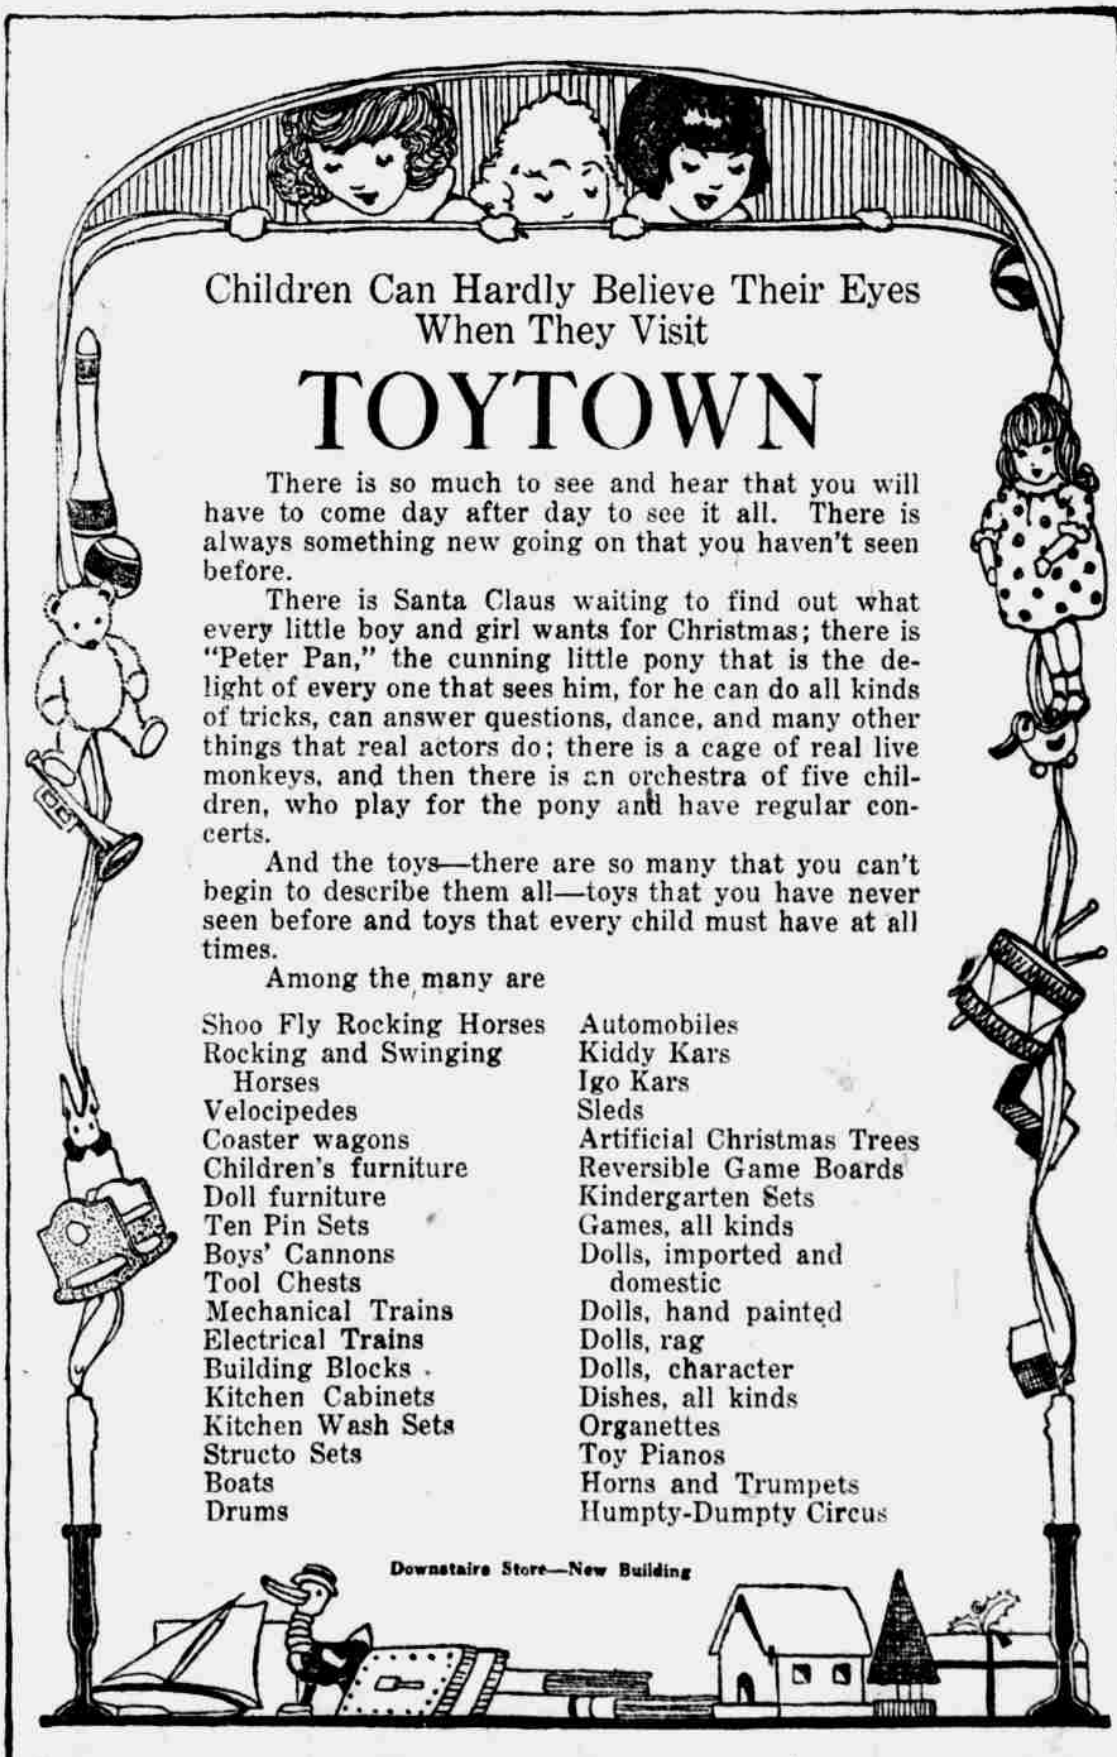 Children Can Hardly Believe Their Eyes
When They Visit
TOYTOWN
There is so much to see and hear that you will
have to come day after day to see it all. There is
always something new going on that you haven't seen
before.
There is Santa Claus waiting to find out what
every little boy and girl wants for Christmas; there is
"Peter Pan," the cunning little pony that is the de-
light of every one that sees him, for he can do all kinds
of tricks, can answer questions, dance, and many other
things that real actors do; there is a cage of real live
monkeys, and then there is an orchestra of five chil-
dren, who play for the pony and have regular con-
certs.
And the toys—there are so many that you can't
begin to describe them all—toys that you have never
seen before and toys that every child must have at all
times.
Among the many are
Shoo Fly Rocking Horses
Rocking and Swinging
Horses
Velocipedes
Coaster wagons
Children's furniture
Doll furniture
Ten Pin Sets
Boys' Cannons
Tool Chests
Mechanical Trains
Electrical Trains
Building Blocks
Kitchen Cabinets
Kitchen Wash Sets
Structo Sets
Boats
Drums
Automobiles
Kiddy Kars
Igo Kars
Sleds
Artificial Christmas Trees
Reversible Game Boards
Kindergarten Sets
Games, all kinds
Dolls, imported and
domestic
Dolls, hand painted
Dolls, rag
Dolls, character
Dishes, all kinds
Organettes
Toy Pianos
Horns and Trumpets
Humpty-Dumpty Circus
Downstairs Store—New Building